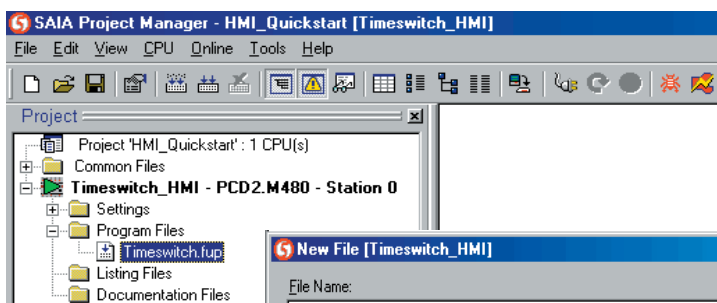 SAIA Project Manager - HMI_Quickstart [Timeswitch_HMI]
File Edit View CPU Online Tools Help
Project
Project 'HMI_Quickstart' : 1 CPU(s)
Common Files
Timeswitch_HMI - PCD2.M480 - Station 0
Settings
Program Files
Timeswitch.fup
Listing Files
Documentation Files
New File [Timeswitch_HMI]
File Name: